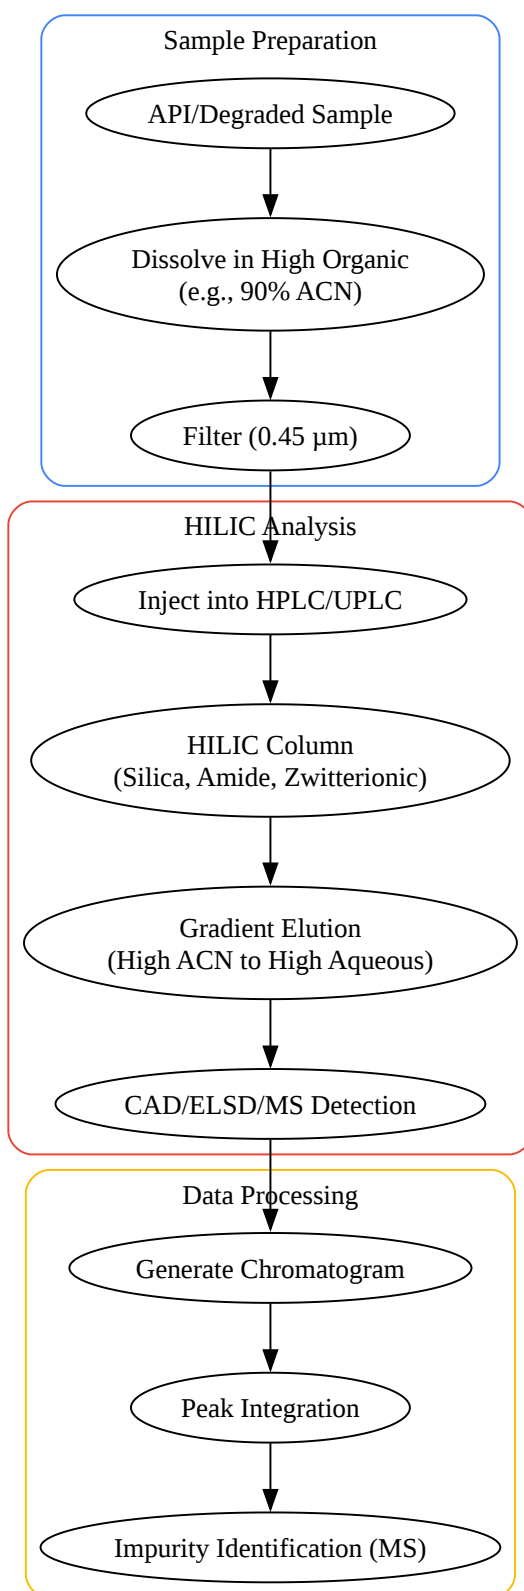 Sample Preparation
API/Degraded Sample
Dissolve in High Organic
(e.g., 90% ACN)
Filter (0.45 µm)
HILIC Analysis
Inject into HPLC/UPLC
HILIC Column
(Silica, Amide, Zwitterionic)
Gradient Elution
(High ACN to High Aqueous)
CAD/ELSD/MS Detection
Data Processing
Generate Chromatogram
Peak Integration
Impurity Identification (MS)